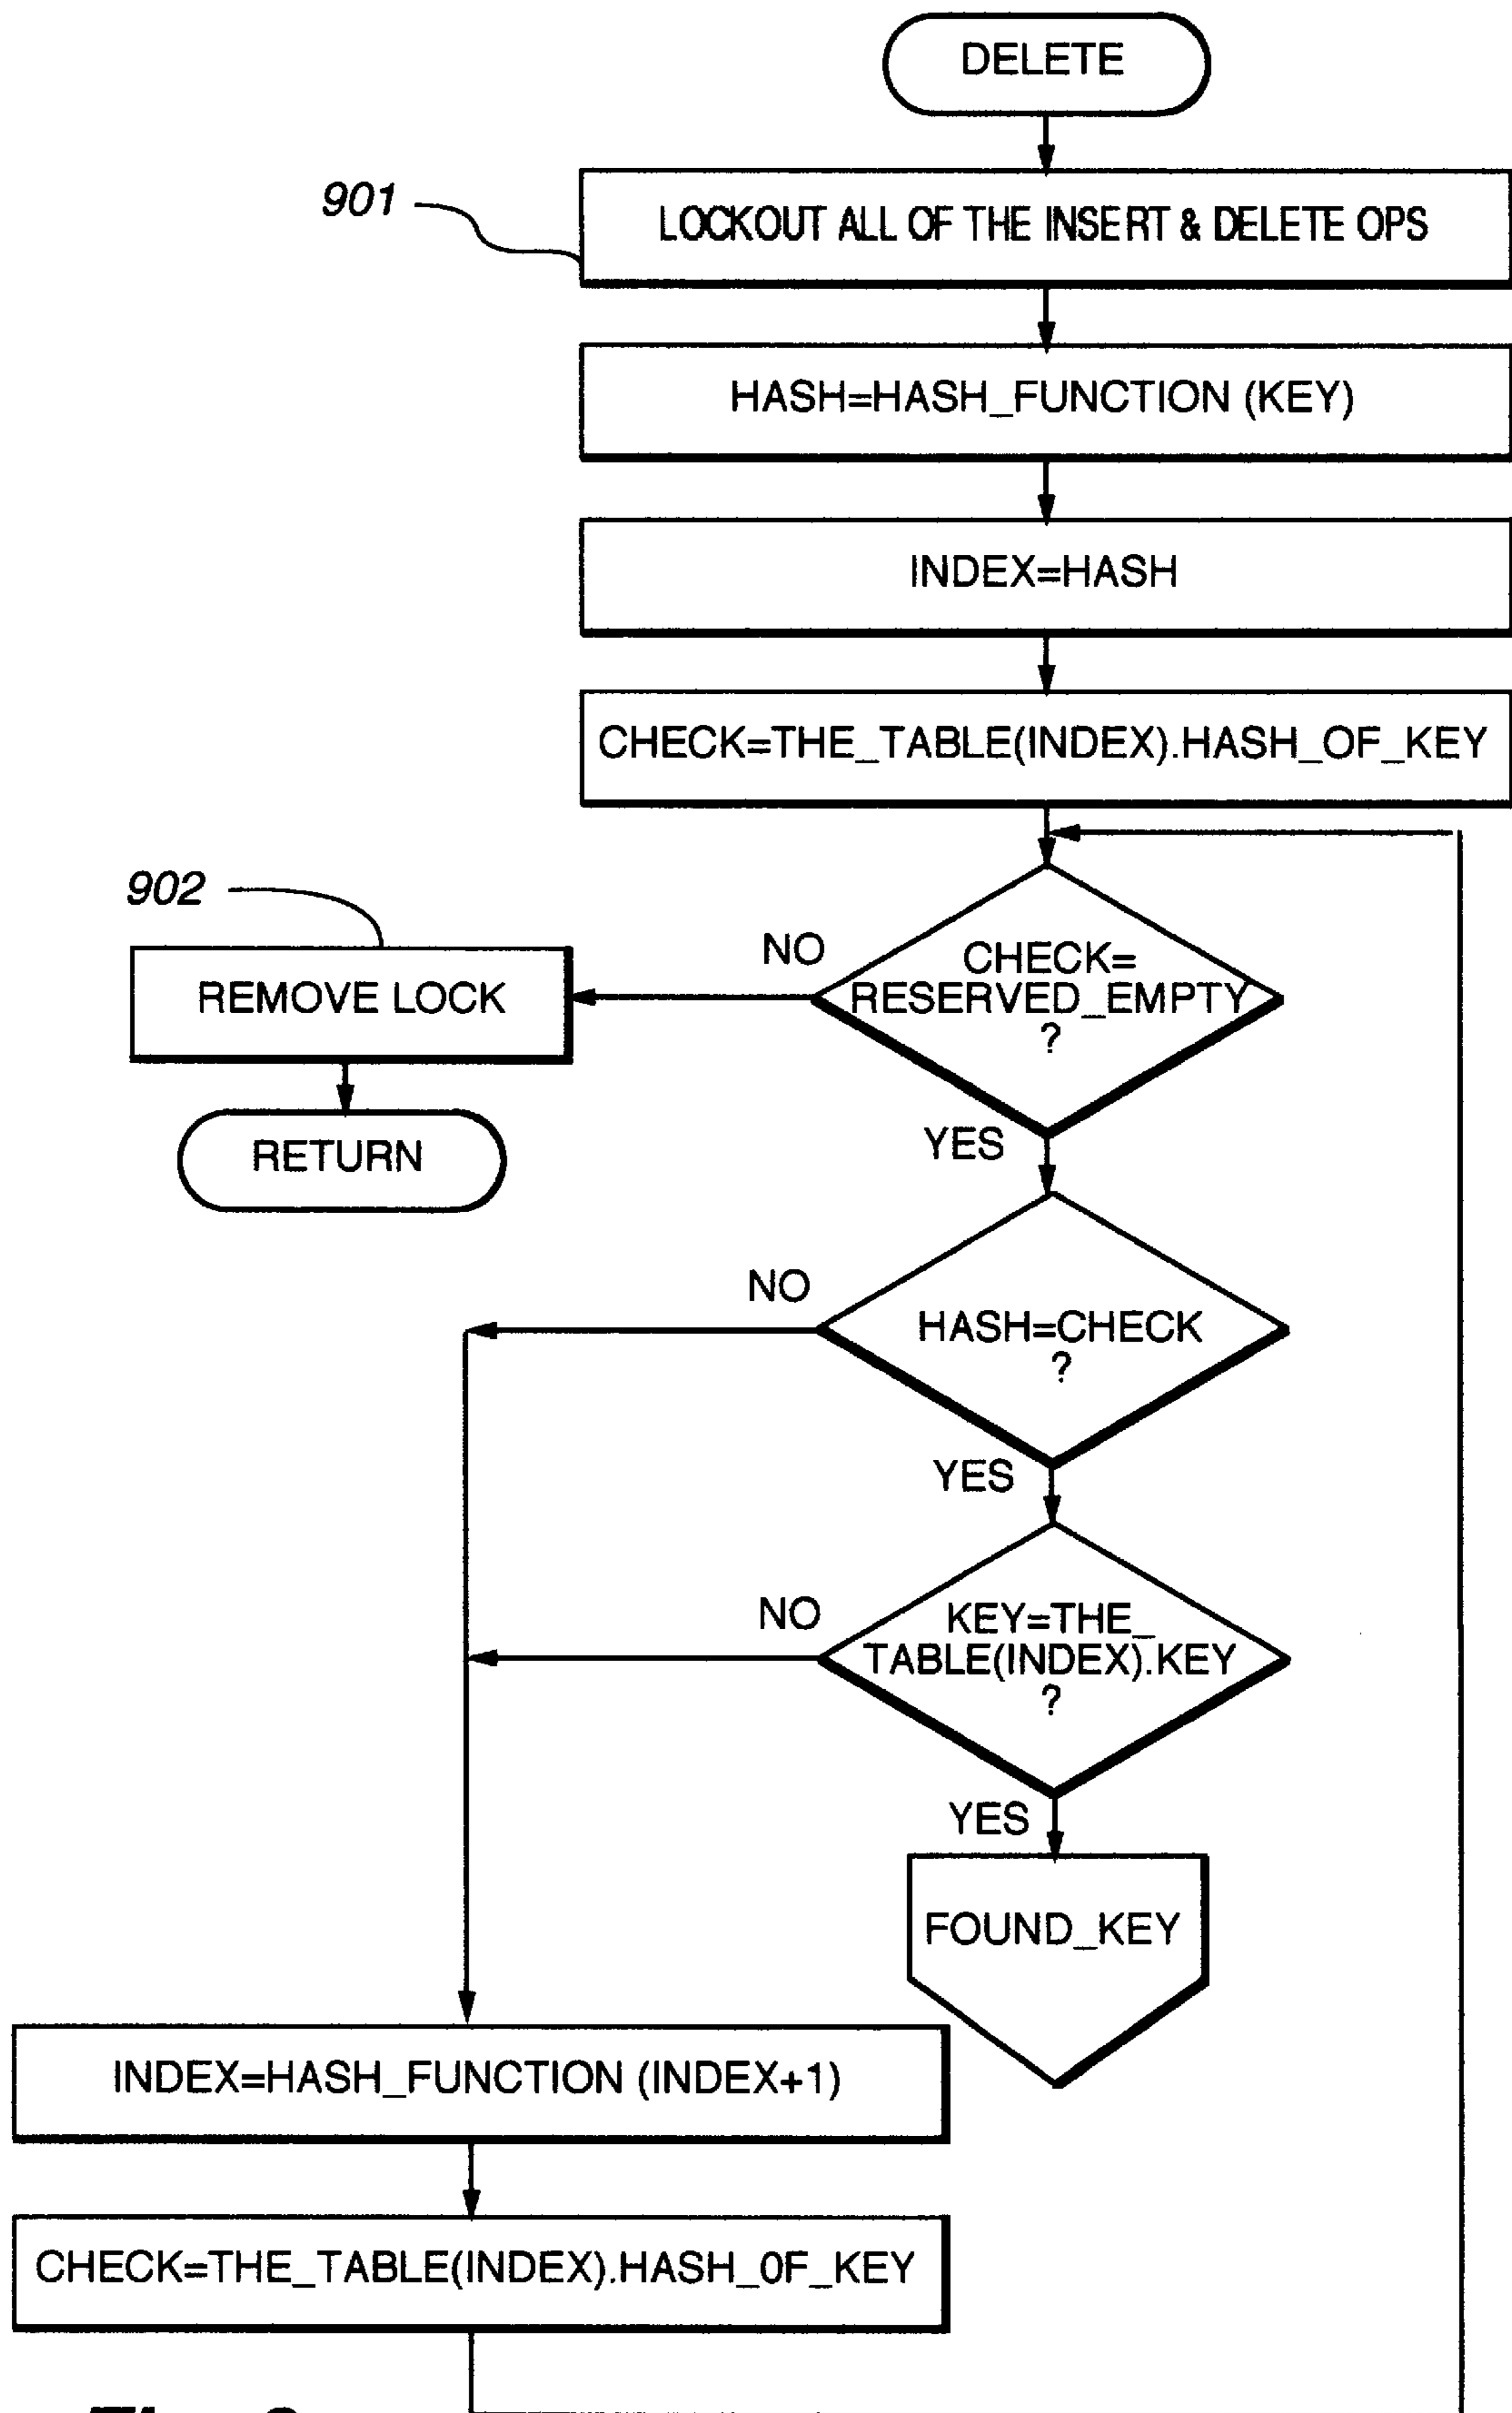 DELETE
901
LOCKOUT ALL OF THE INSERT & DELETE OPS
HASH=HASH_FUNCTION (KEY)
INDEX=HASH
CHECK=THE_TABLE(INDEX).HASH_OF_KEY
902
NO
CHECK=
RESERVED_EMPTY
?
REMOVE LOCK
YES
RETURN
NO
HASH=CHECK
?
YES
NO
KEY=THE_
TABLE(INDEX).KEY
?
YES
FOUND_KEY
INDEX=HASH_FUNCTION (INDEX+1)
CHECK=THE_TABLE(INDEX).HASH_0F_KEY